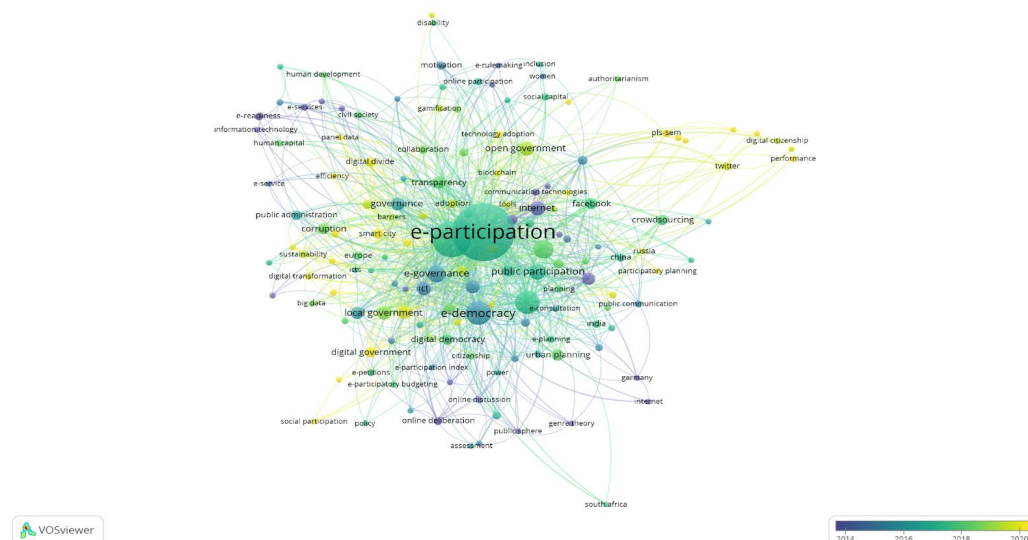 disability
motivation
e-rulemaking
inclusion
human development
online participation
women
authoritarianism
social capital
e-services
gamification
e-readiness
civil society
information technology
panel data
technology adoption
pls-sem
human capital
collaboration
open government
digital citizenship
digital divide
performance
efficiency
blockchain
twitter
e-service
transparency
communication technologies
governance
adoption
tools
internet
facebook
public administration
barriers
crowdsourcing
corruption
smart city
e-participation
sustainability
europe
russia
china
digital transformation
icts
e-governance
public participation
participatory planning
ict
planning
big data
e-consultation
public communication
local government
e-democracy
india
digital democracy
e-planning
digital government
citizenship
urban planning
e-participation index
e-petitions
power
germany
e-participatory budgeting
online discussion
internet
social participation
policy
online deliberation
genre theory
public sphere
assessment
south africa
VOSviewer
2014
2016
2018
2020